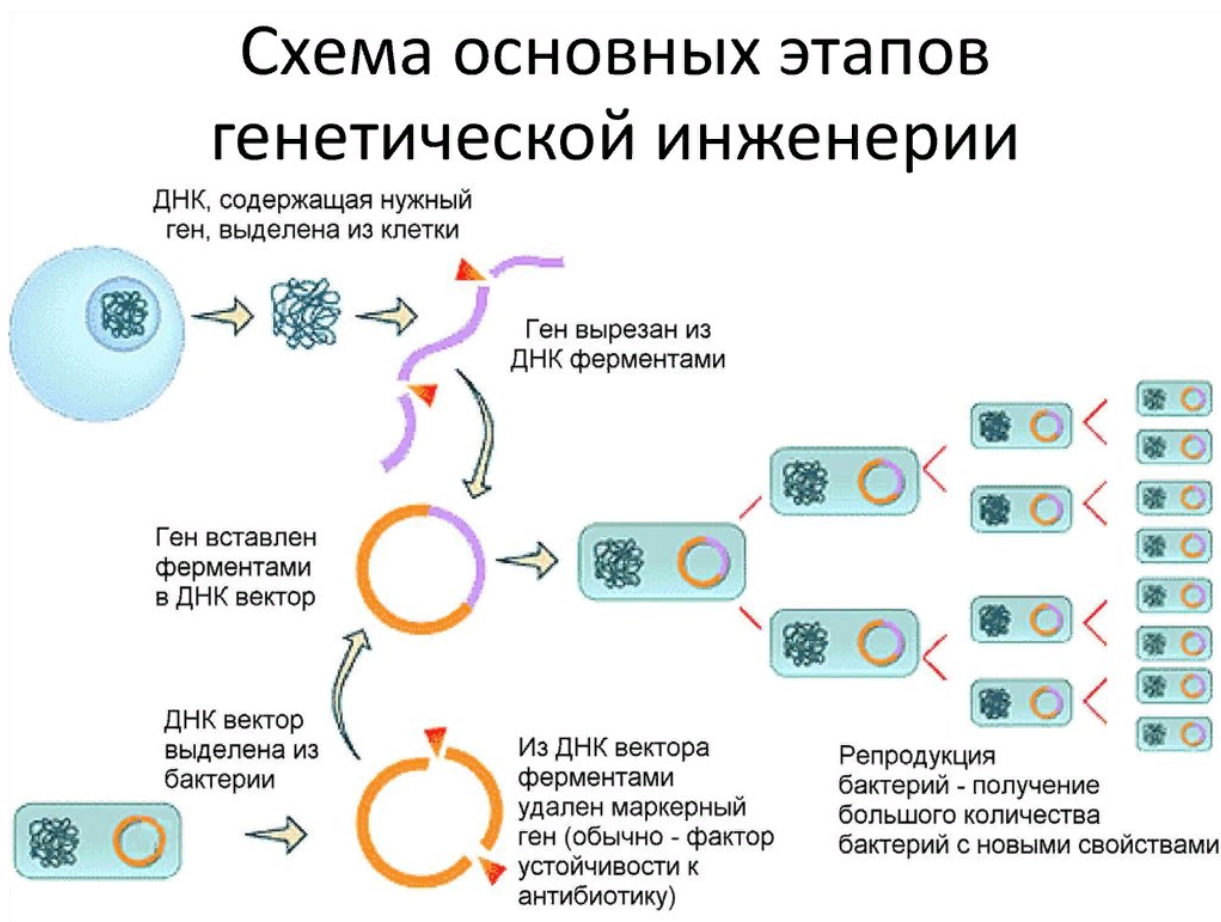 Схема основных этапов
генетической инженерии
ДНК, содержащая нужный
ген, выделена из клетки
Ген вырезан из
ДНК ферментами
Ген вставлен
ферментами
в ДНК вектор
ДНК вектор
выделена из
бактерии
Из ДНК вектора
ферментами
удален маркерный
ген (обычно - фактор
устойчивости к
антибиотику)
Репродукция
бактерий - получение
большого количества
бактерий с новыми свойствами